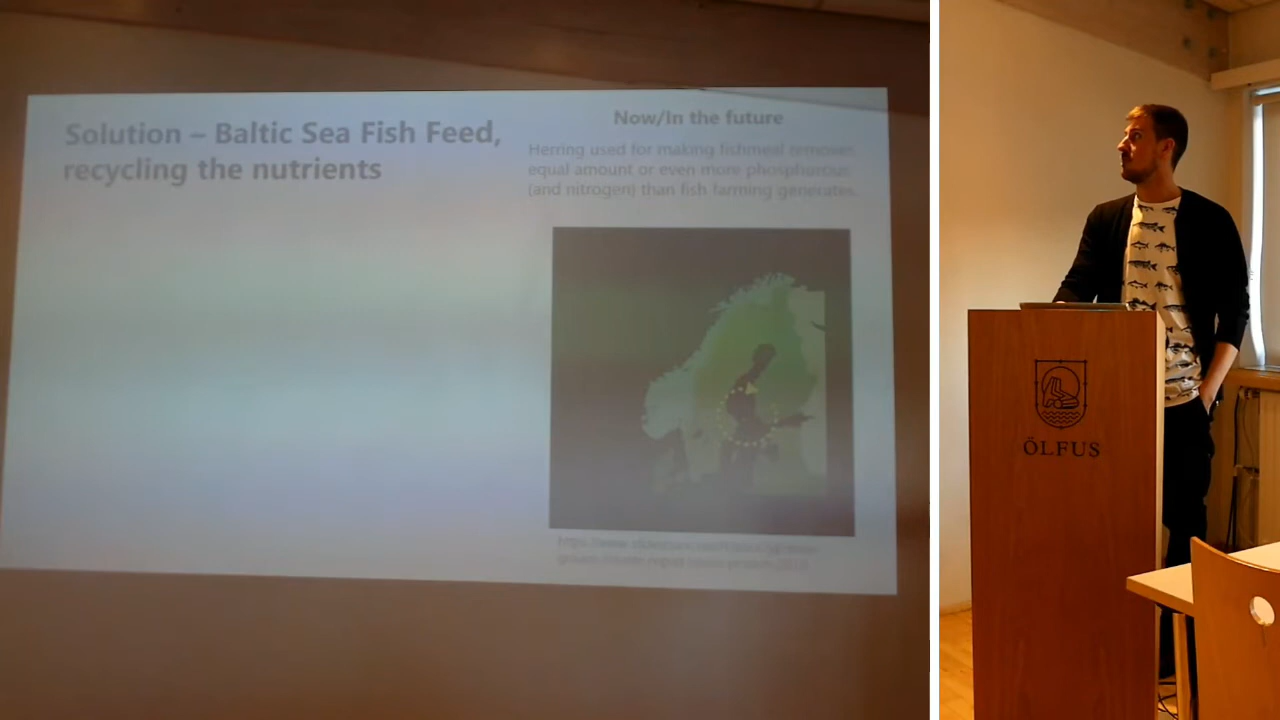 Solution – Baltic Sea Fish Feed,
recycling the nutrients
Now/In the future
Herring used for making fishmeal removes
equal amount or even more phosphorous
(and nitrogen) than fish farming generates.
ÖLFUS